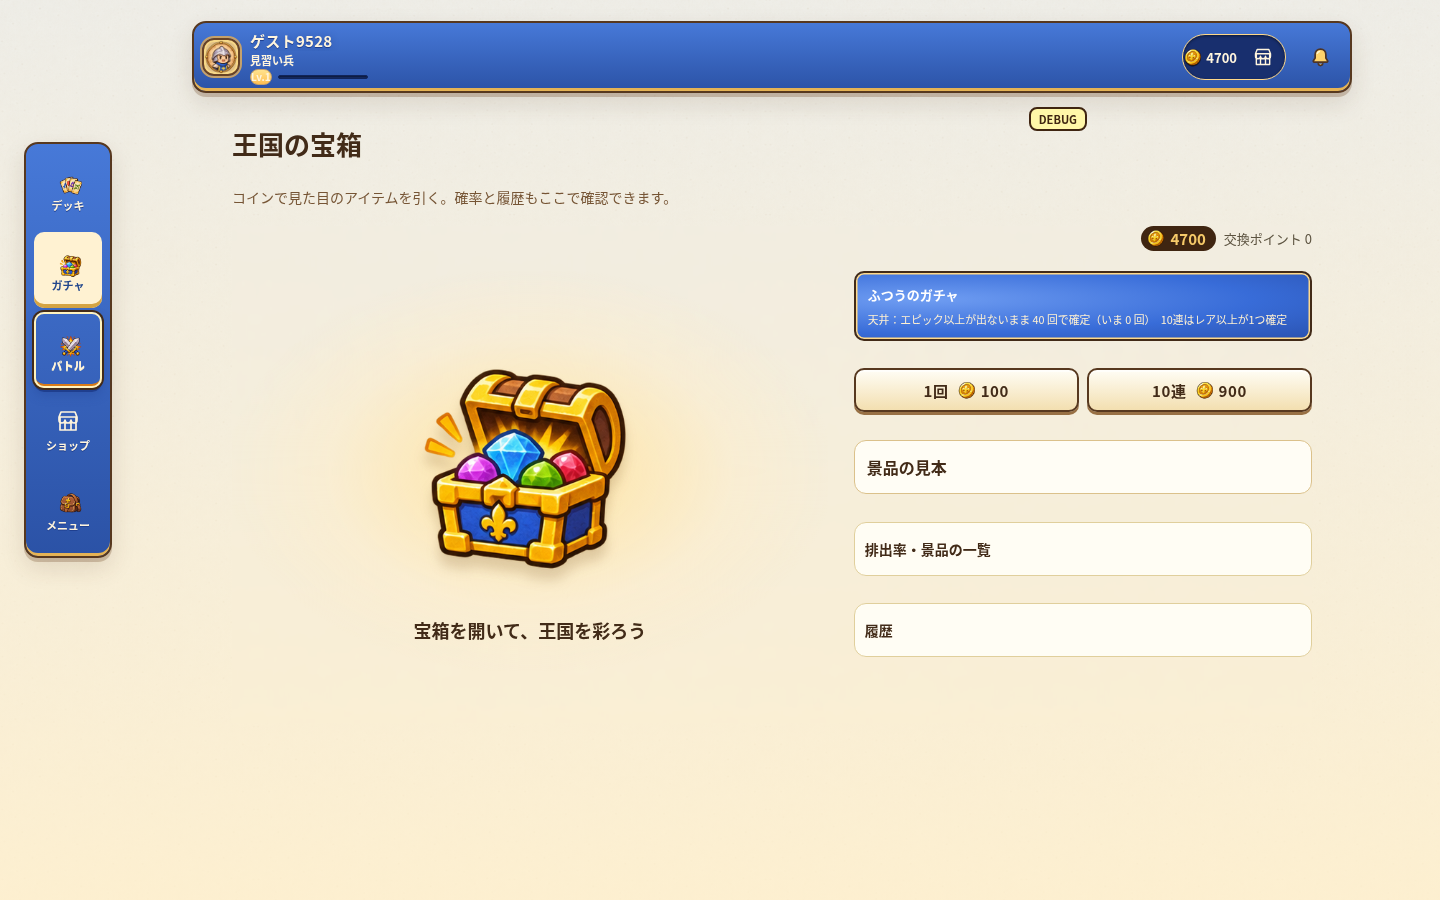 ゲスト9528
見習い兵
Lv.1
4700
DEBUG
王国の宝箱
コインで見た目のアイテムを引く。確率と履歴もここで確認できます。
デッキ
ガチャ
バトル
ショップ
メニュー
4700 交換ポイント 0
ふつうのガチャ
天井：エピック以上が出ないまま 40 回で確定（いま 0 回） 10連はレア以上が1つ確定
1回 100
10連 900
景品の見本
排出率・景品の一覧
履歴
宝箱を開いて、王国を彩ろう